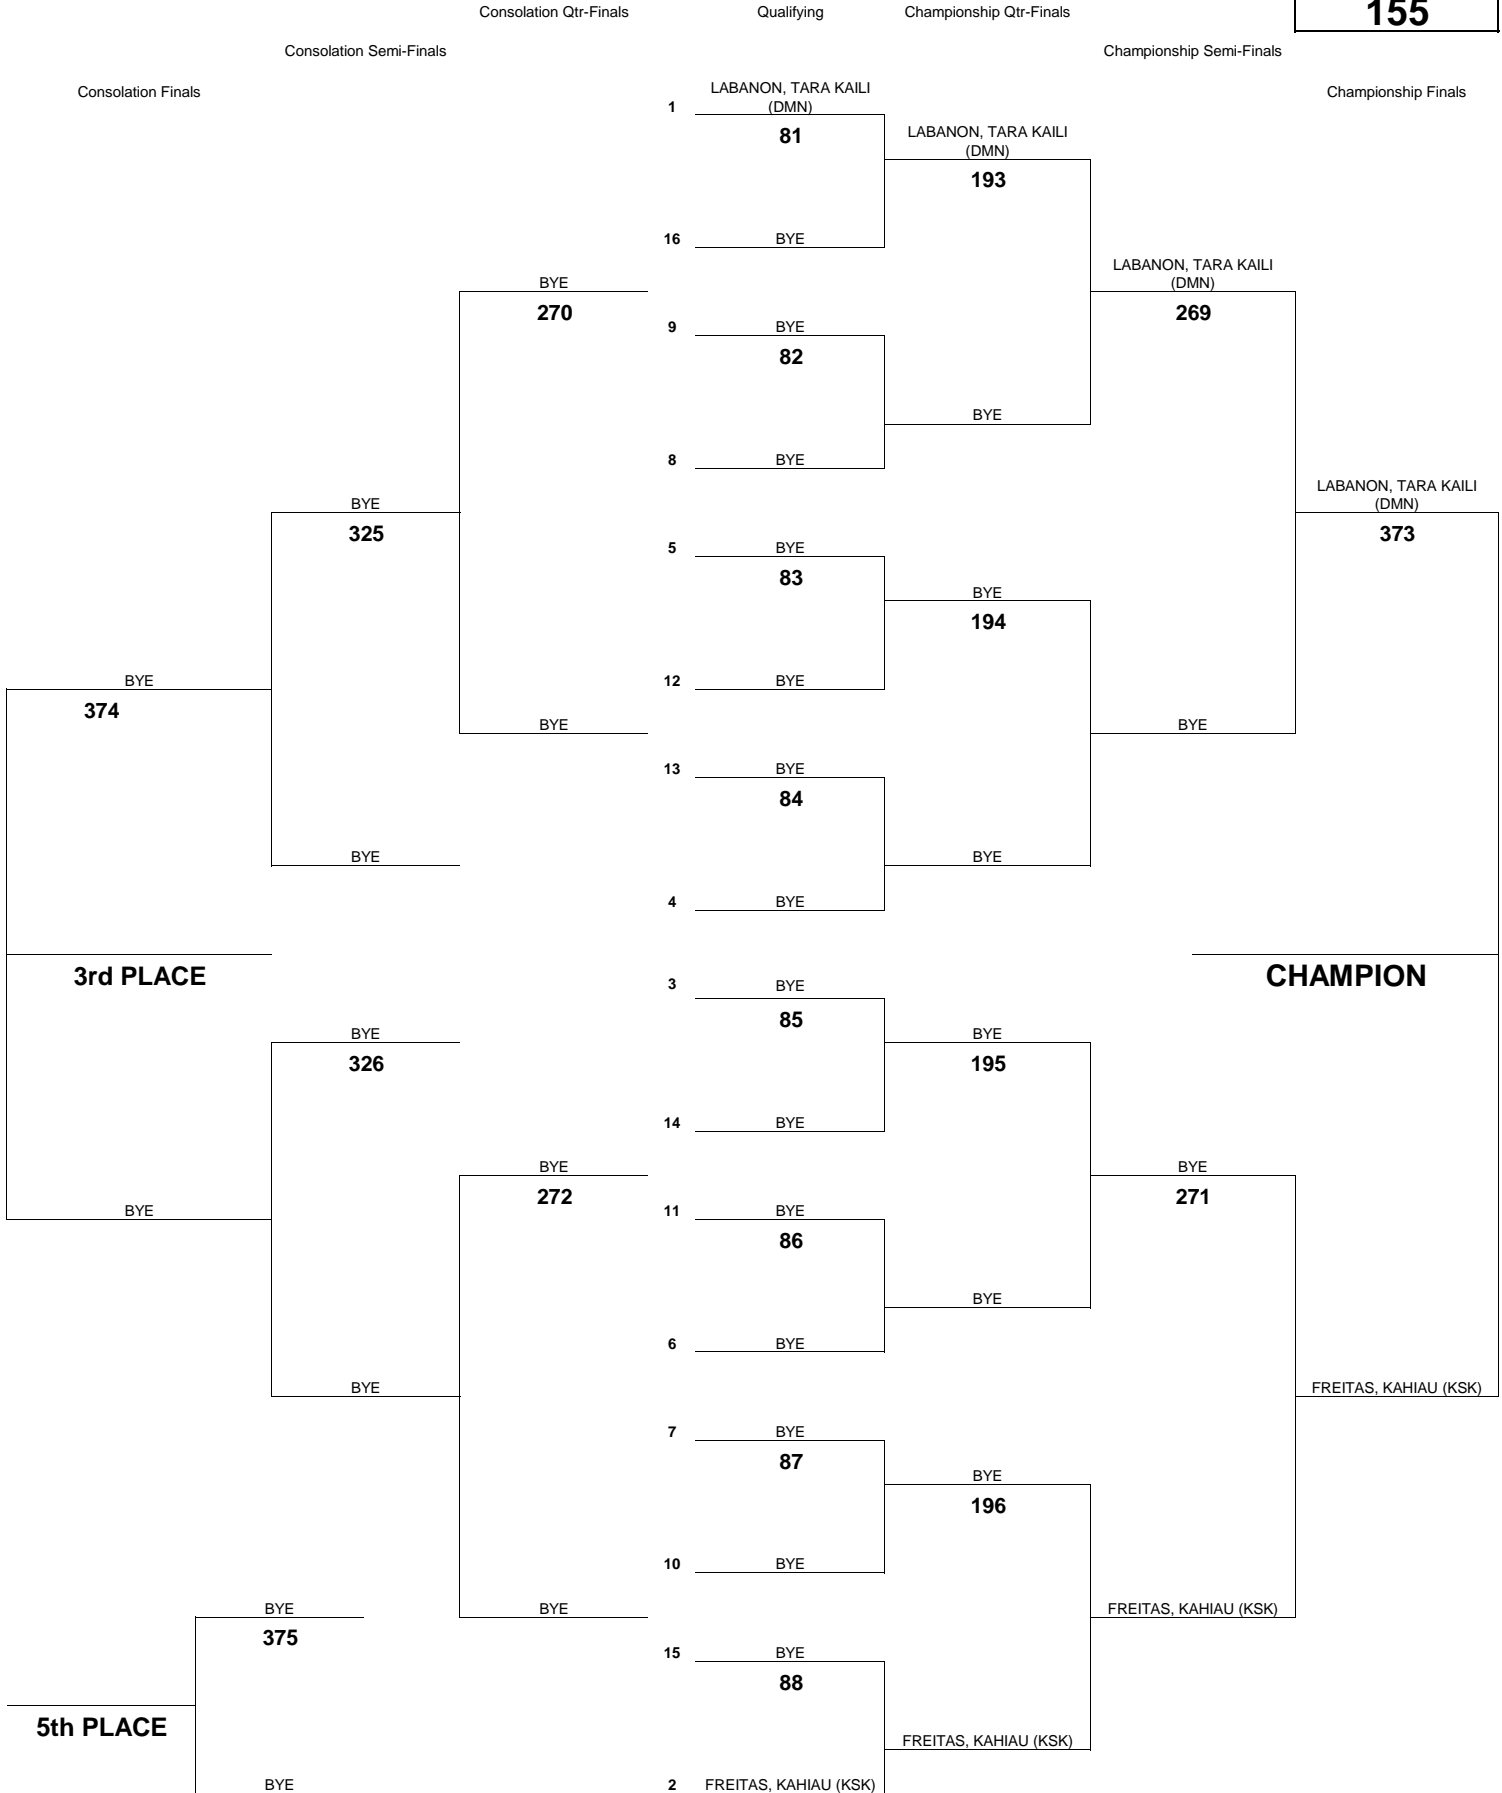 Consolation Qtr-Finals
Qualifying
Championship Qtr-Finals
155
Consolation Semi-Finals
Championship Semi-Finals
Consolation Finals
Championship Finals
1
LABANON, TARA KAILI
(DMN)
81
LABANON, TARA KAILI
(DMN)
193
16
BYE
LABANON, TARA KAILI
(DMN)
269
BYE
270
9
BYE
82
BYE
8
BYE
LABANON, TARA KAILI
(DMN)
373
BYE
325
5
BYE
83
BYE
194
BYE
374
12
BYE
BYE
BYE
13
BYE
84
BYE
BYE
4
BYE
3rd PLACE
CHAMPION
3
BYE
85
BYE
326
BYE
195
14
BYE
BYE
272
BYE
271
BYE
11
BYE
86
BYE
6
BYE
BYE
FREITAS, KAHIAU (KSK)
7
BYE
87
BYE
196
10
BYE
BYE
375
BYE
FREITAS, KAHIAU (KSK)
15
BYE
88
5th PLACE
FREITAS, KAHIAU (KSK)
BYE
2
FREITAS, KAHIAU (KSK)